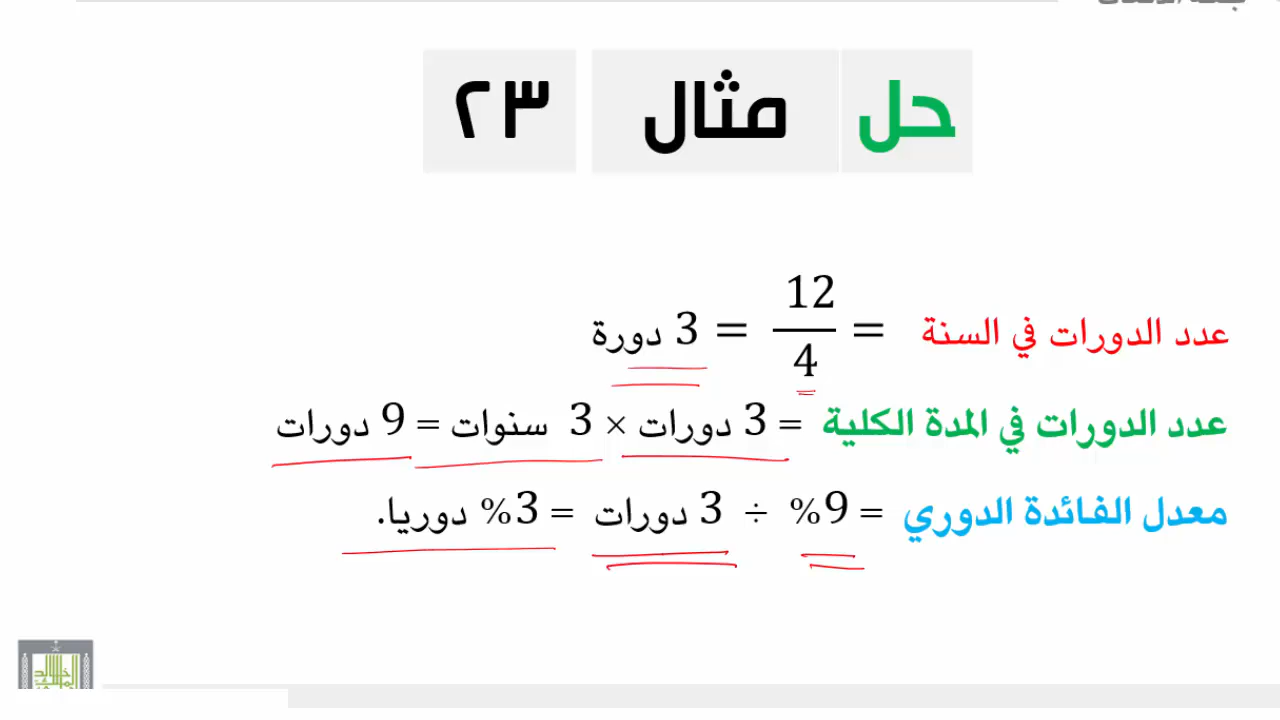 حل مثال ٢٣
عدد الدورات في السنة = 12/4 = 3 دورة
عدد الدورات في المدة الكلية = 3 دورات × 3 سنوات = 9 دورات
معدل الفائدة الدوري = 9% ÷ 3 دورات = 3% دوريا.